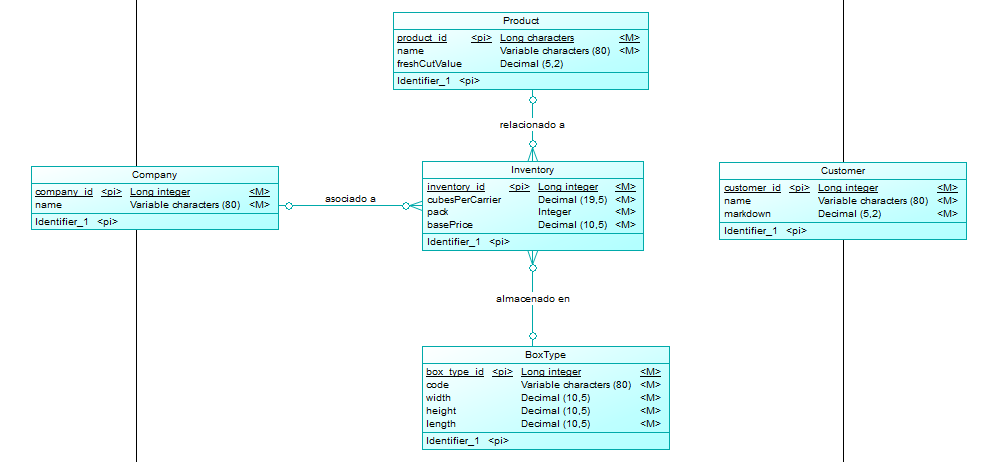 Product
product_id <pi> Long characters <M>
name Variable characters (80) <M>
freshCutValue Decimal (5,2)
Identifier_1 <pi>
relacionado a
Company
company_id <pi> Long integer <M>
name Variable characters (80) <M>
Identifier_1 <pi>
asociado a
Inventory
inventory_id <pi> Long integer <M>
cubesPerCarrier Decimal (19,5) <M>
pack Integer <M>
basePrice Decimal (10,5) <M>
Identifier_1 <pi>
Customer
customer_id <pi> Long integer <M>
name Variable characters (80) <M>
markdown Decimal (5,2) <M>
Identifier_1 <pi>
almacenado en
BoxType
box_type_id <pi> Long integer <M>
code Variable characters (80) <M>
width Decimal (10,5) <M>
height Decimal (10,5) <M>
length Decimal (10,5) <M>
Identifier_1 <pi>